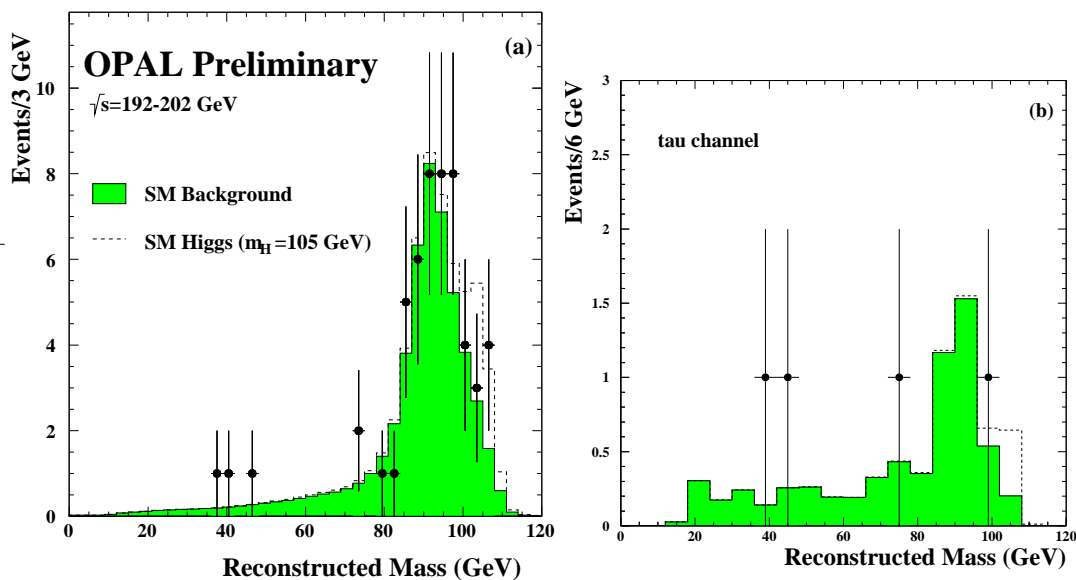 (a)
OPAL Preliminary
√s=192-202 GeV
SM Background
SM Higgs (mH=105 GeV)
Events/3 GeV
10
8
6
4
2
0
0 20 40 60 80 100 120
Reconstructed Mass (GeV)
(b)
tau channel
Events/6 GeV
3
2.5
2
1.5
1
0.5
0
0 20 40 60 80 100 120
Reconstructed Mass (GeV)